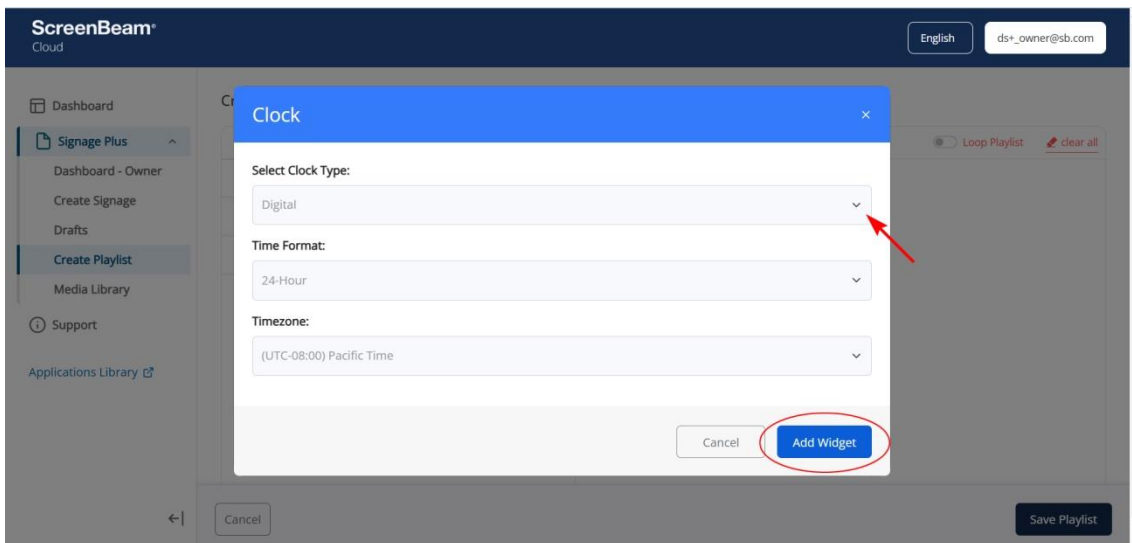 ScreenBeam®
Cloud
English
ds+_owner@sb.com
Dashboard
Signage Plus
Dashboard - Owner
Create Signage
Drafts
Create Playlist
Media Library
Support
Applications Library
Cr
Loop Playlist
clear all
Clock
Select Clock Type:
Digital
Time Format:
24-Hour
Timezone:
(UTC-08:00) Pacific Time
Cancel
Add Widget
Cancel
Save Playlist